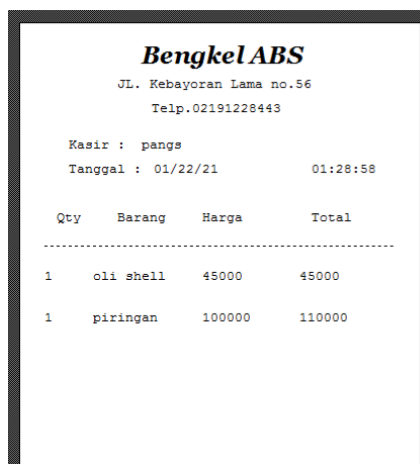 Bengkel ABS
JL. Kebayoran Lama no.56
Telp.02191228443
Kasir : pangs
Tanggal : 01/22/21 01:28:58
Qty Barang Harga Total
1 oli shell 45000 45000
1 piringan 100000 110000